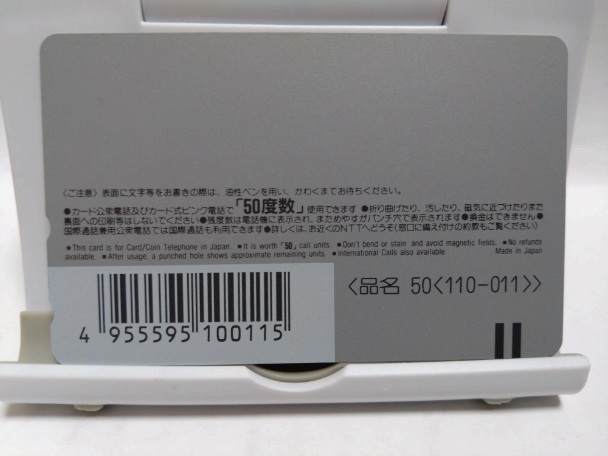 〈ご注意〉表面に文字等をお書きの際は、油性ペンを用い、かわくまでお待ちください。
●カード公衆電話及びカード式ピンク電話で「50度数」使用できます ●折り曲げたり、汚したり、磁気に近づけたりまた
裏面への印刷等はしないでください ●残度数は電話機に表示され、まためやすがパンチ穴で表示されます ●換金はできません ●
国際通話兼用公衆電話では国際通話も利用できます ●詳しくは、お近くのNTTへどうぞ(窓口に備え付けの約款もご覧ください)
■This card is for Card/Coin Telephone in Japan. ■It is worth「50」call units. ■Don't bend or stain and avoid magnetic fields. ■No refunds
available. ■After usage, a punched hole shows approximate remaining units. ■International Calls also available. Made in Japan
〈品名 50〈110-011〉〉
4 955595 100115